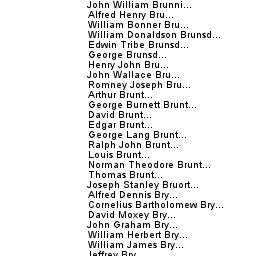 John William Brunni...
Alfred Henry Bru...
William Bonner Bru...
William Donaldson Brunsd...
Edwin Tribe Brunsd...
George Brunsd...
Henry John Bru...
John Wallace Bru...
Romney Joseph Bru...
Arthur Brunt...
George Burnett Brunt...
David Brunt...
Edgar Brunt...
George Lang Brunt...
Ralph John Brunt...
Louis Brunt...
Norman Theodore Brunt...
Thomas Brunt...
Joseph Stanley Bruort...
Alfred Dennis Bry...
Cornelius Bartholomew Bry...
David Moxey Bry...
John Graham Bry...
William Herbert Bry...
William James Bry...
Jeffrey Bry...